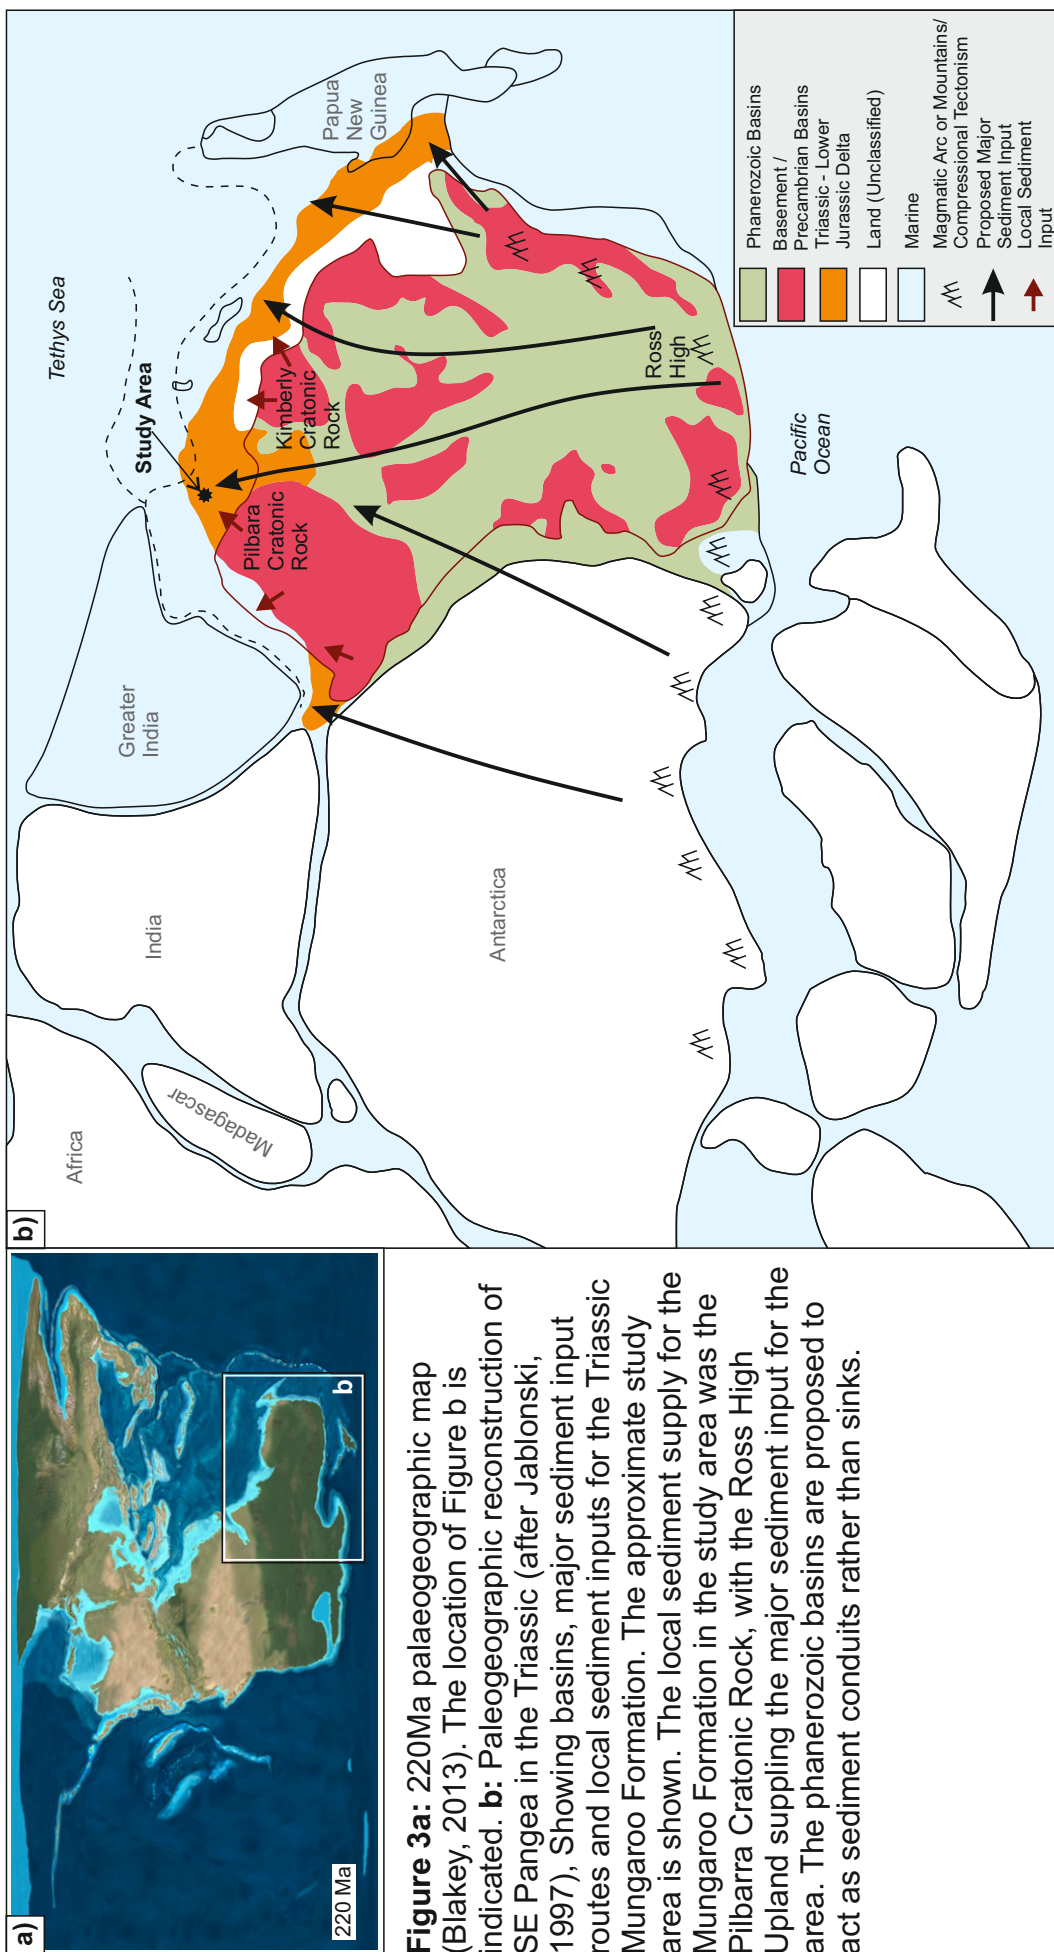 a)
220 Ma
b
Figure 3a: 220Ma palaeogeographic map
(Blakey, 2013). The location of Figure b is
indicated. b: Paleogeographic reconstruction of
SE Pangea in the Triassic (after Jablonski,
1997), Showing basins, major sediment input
routes and local sediment inputs for the Triassic
Mungaroo Formation. The approximate study
area is shown. The local sediment supply for the
Mungaroo Formation in the study area was the
Pilbarra Cratonic Rock, with the Ross High
Upland suppling the major sediment input for the
area. The phanerozoic basins are proposed to
act as sediment conduits rather than sinks.
b)
Africa
Madagascar
India
Greater
India
Antarctica
Tethys Sea
Study Area
Pilbara
Cratonic
Rock
Kimberly
Cratonic
Rock
Papua
New
Guinea
Ross
High
Pacific
Ocean
Phanerozoic Basins
Basement /
Precambrian Basins
Triassic - Lower
Jurassic Delta
Land (Unclassified)
Marine
Magmatic Arc or Mountains/
Compressional Tectonism
Proposed Major
Sediment Input
Local Sediment
Input